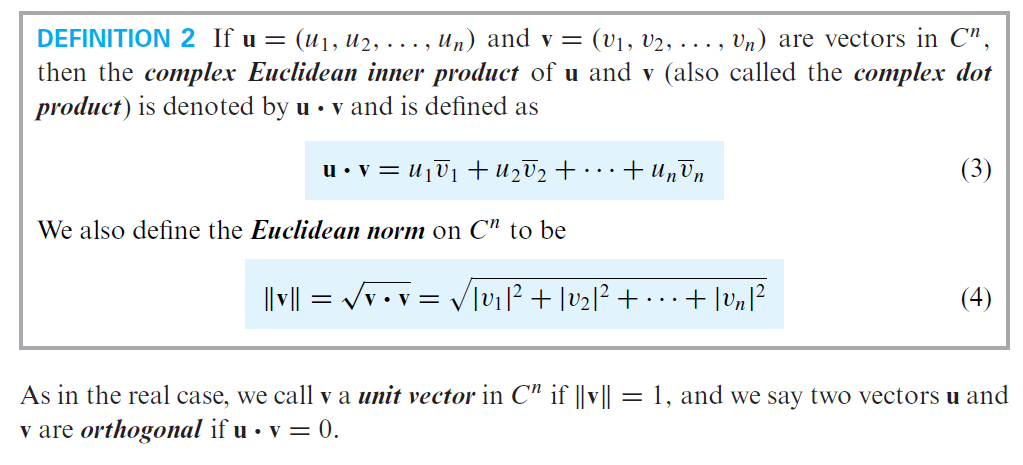 DEFINITION 2 If u = (u₁, u₂, . . . , uₙ) and v = (v₁, v₂, . . . , vₙ) are vectors in Cⁿ,
then the complex Euclidean inner product of u and v (also called the complex dot
product) is denoted by u · v and is defined as
u · v = u₁v̅₁ + u₂v̅₂ + · · · + uₙv̅ₙ (3)
We also define the Euclidean norm on Cⁿ to be
‖v‖ = √(v · v) = √(|v₁|² + |v₂|² + · · · + |vₙ|²) (4)
As in the real case, we call v a unit vector in Cⁿ if ‖v‖ = 1, and we say two vectors u and
v are orthogonal if u · v = 0.